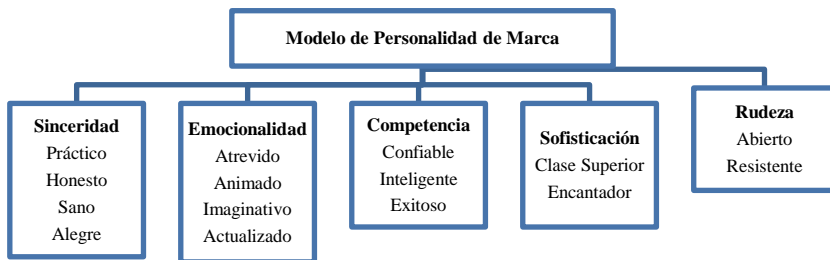 Modelo de Personalidad de Marca
Sinceridad
Práctico
Honesto
Sano
Alegre
Emocionalidad
Atrevido
Animado
Imaginativo
Actualizado
Competencia
Confiable
Inteligente
Exitoso
Sofisticación
Clase Superior
Encantador
Rudeza
Abierto
Resistente